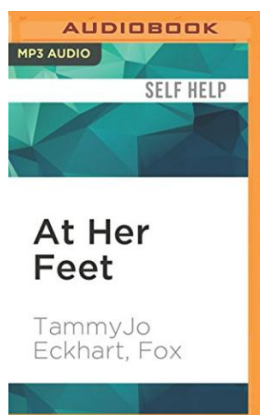 AUDIOBOOK
MP3 AUDIO
SELF HELP
At Her
Feet
TammyJo
Eckhart, Fox